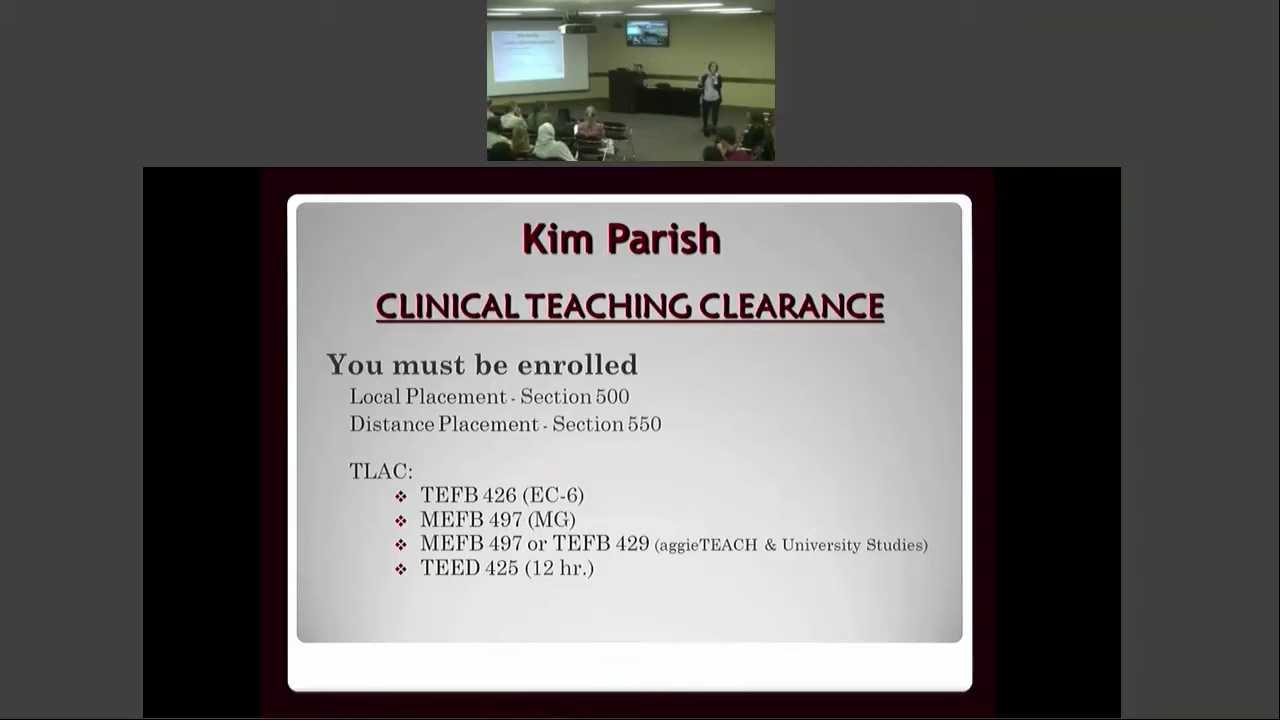 Kim Parish
CLINICAL TEACHING CLEARANCE
You must be enrolled
Local Placement - Section 500
Distance Placement - Section 550
TLAC:
❖ TEFB 426 (EC-6)
❖ MEFB 497 (MG)
❖ MEFB 497 or TEFB 429 (aggieTEACH & University Studies)
❖ TEED 425 (12 hr.)